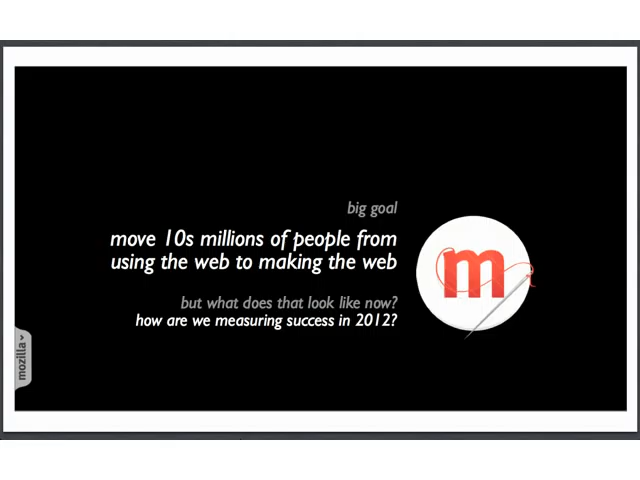 big goal
move 10s millions of people from
using the web to making the web
but what does that look like now?
how are we measuring success in 2012?
m
mozilla